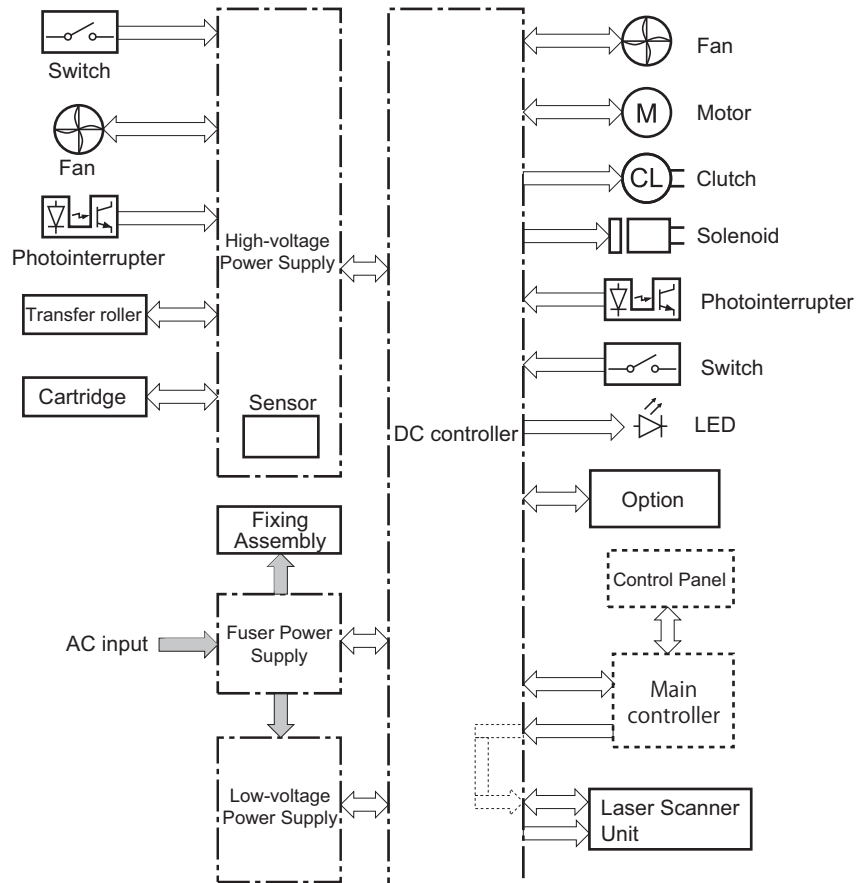 Switch
Fan
Photointerrupter
Transfer roller
Cartridge
High-voltage
Power Supply
Sensor
Fixing
Assembly
AC input
Fuser Power
Supply
Low-voltage
Power Supply
DC controller
Fan
M
Motor
CL
Clutch
Solenoid
Photointerrupter
Switch
LED
Option
Control Panel
Main
controller
Laser Scanner
Unit